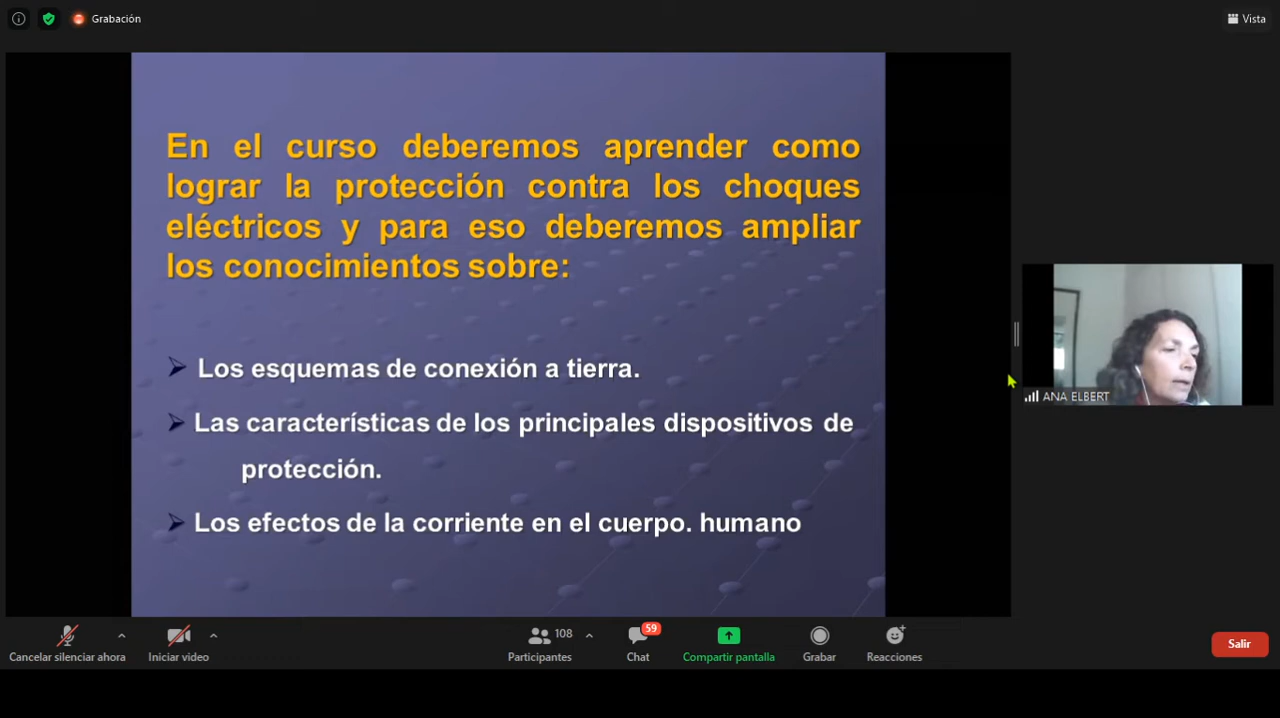 Grabación
Vista
En el curso deberemos aprender como
lograr la protección contra los choques
eléctricos y para eso deberemos ampliar
los conocimientos sobre:
Los esquemas de conexión a tierra.
Las características de los principales dispositivos de
protección.
Los efectos de la corriente en el cuerpo. humano
ANA ELBERT
108
59
Cancelar silenciar ahora
Iniciar video
Participantes
Chat
Compartir pantalla
Grabar
Reacciones
Salir